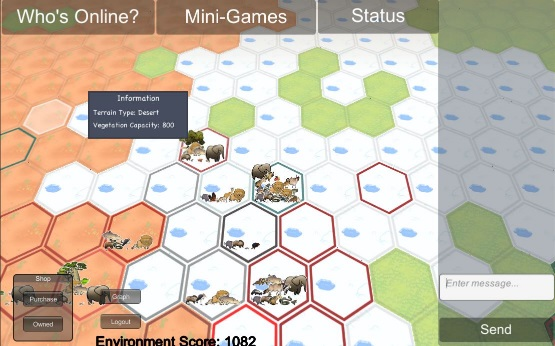 Who's Online?
Mini-Games
Status
Information
Terrain Type: Desert
Vegetation Capacity: 800
Shop
Purchase
Owned
Graph
Logout
Environment Score: 1082
Enter message...
Send